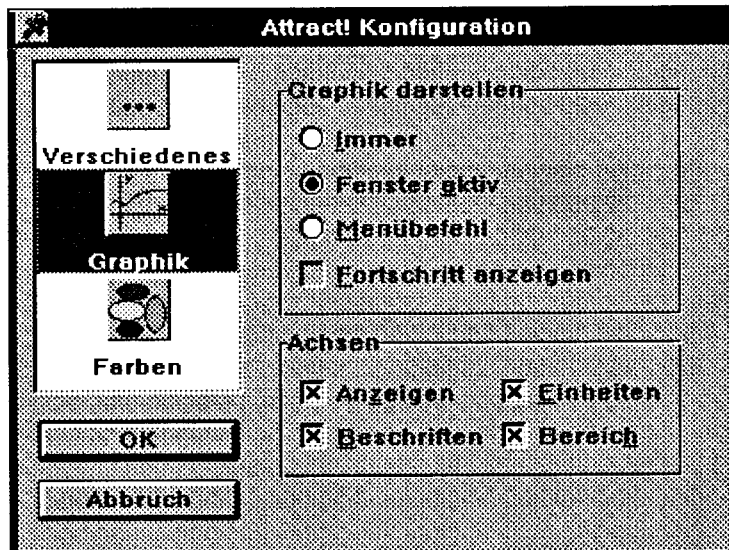 Attract! Konfiguration
Verschiedenes
Graphik
Farben
OK
Abbruch
Graphik darstellen
Immer
Fenster aktiv
Menübefehl
Fortschritt anzeigen
Achsen
Anzeigen
Einheiten
Beschriften
Bereich